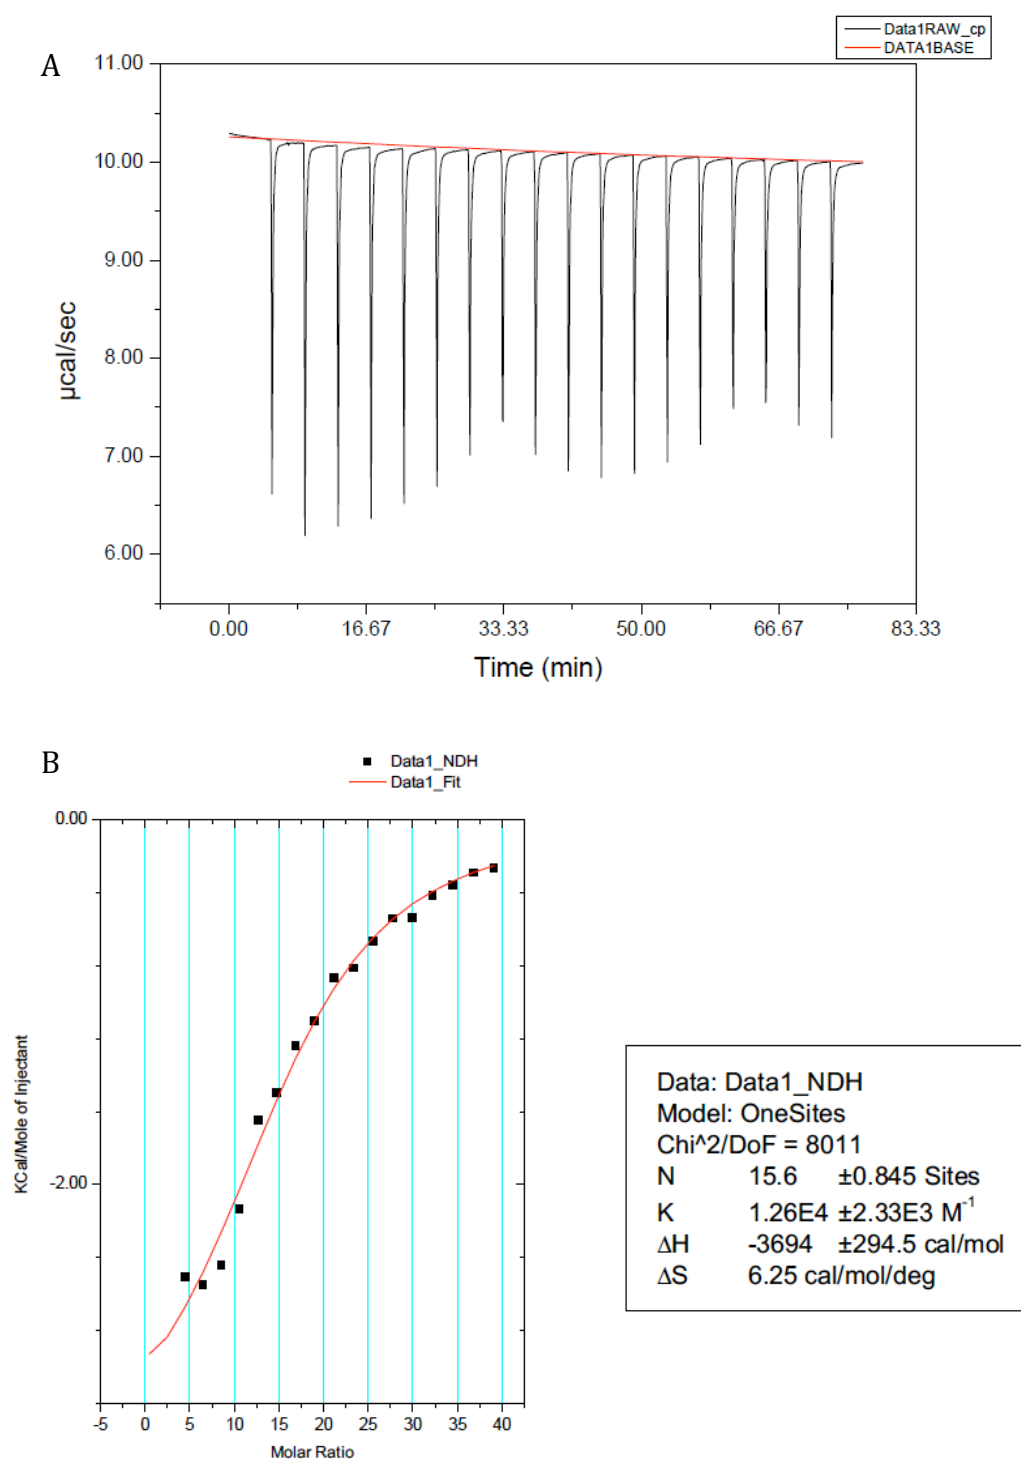 Data1RAW_cp
DATA1BASE
A
11.00
10.00
9.00
8.00
7.00
6.00
µcal/sec
0.00 16.67 33.33 50.00 66.67 83.33
Time (min)
B
Data1_NDH
Data1_Fit
0.00
-2.00
KCal/Mole of Injectant
-5 0 5 10 15 20 25 30 35 40
Molar Ratio
Data: Data1_NDH
Model: OneSites
Chi^2/DoF = 8011
N 15.6 ±0.845 Sites
K 1.26E4 ±2.33E3 M⁻¹
ΔH -3694 ±294.5 cal/mol
ΔS 6.25 cal/mol/deg